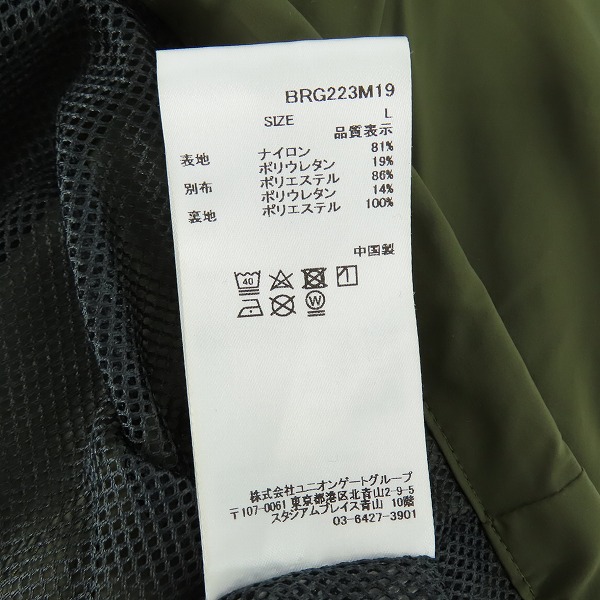 BRG223M19
SIZE L
品質表示
表地 ナイロン 81%
ポリウレタン 19%
別布 ポリエステル 86%
ポリウレタン 14%
裏地 ポリエステル 100%
中国製
40
W
株式会社ユニオンゲートグループ
〒107-0061 東京都港区北青山2-9-5
スタジアムプレイス青山 10階
03-6427-3901